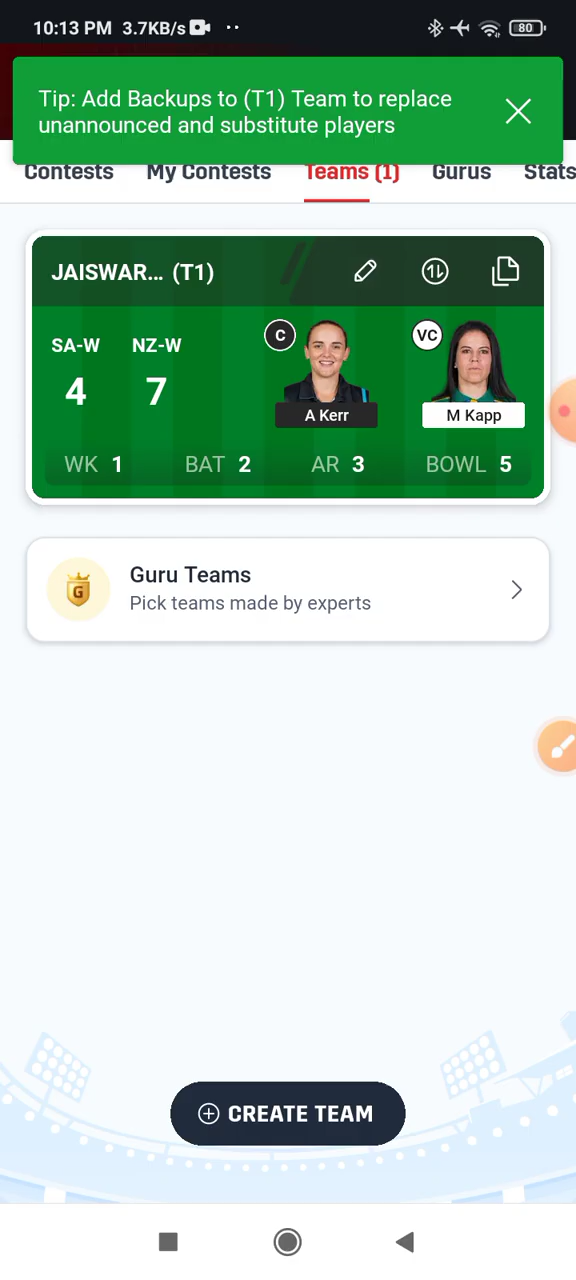 10:13 PM 3.7KB/s ·· 80
Tip: Add Backups to (T1) Team to replace
unannounced and substitute players
Contests My Contests Teams (1) Gurus Stats
JAISWAR... (T1)
SA-W NZ-W
4 7
C VC
A Kerr M Kapp
WK 1 BAT 2 AR 3 BOWL 5
G
Guru Teams
Pick teams made by experts
CREATE TEAM